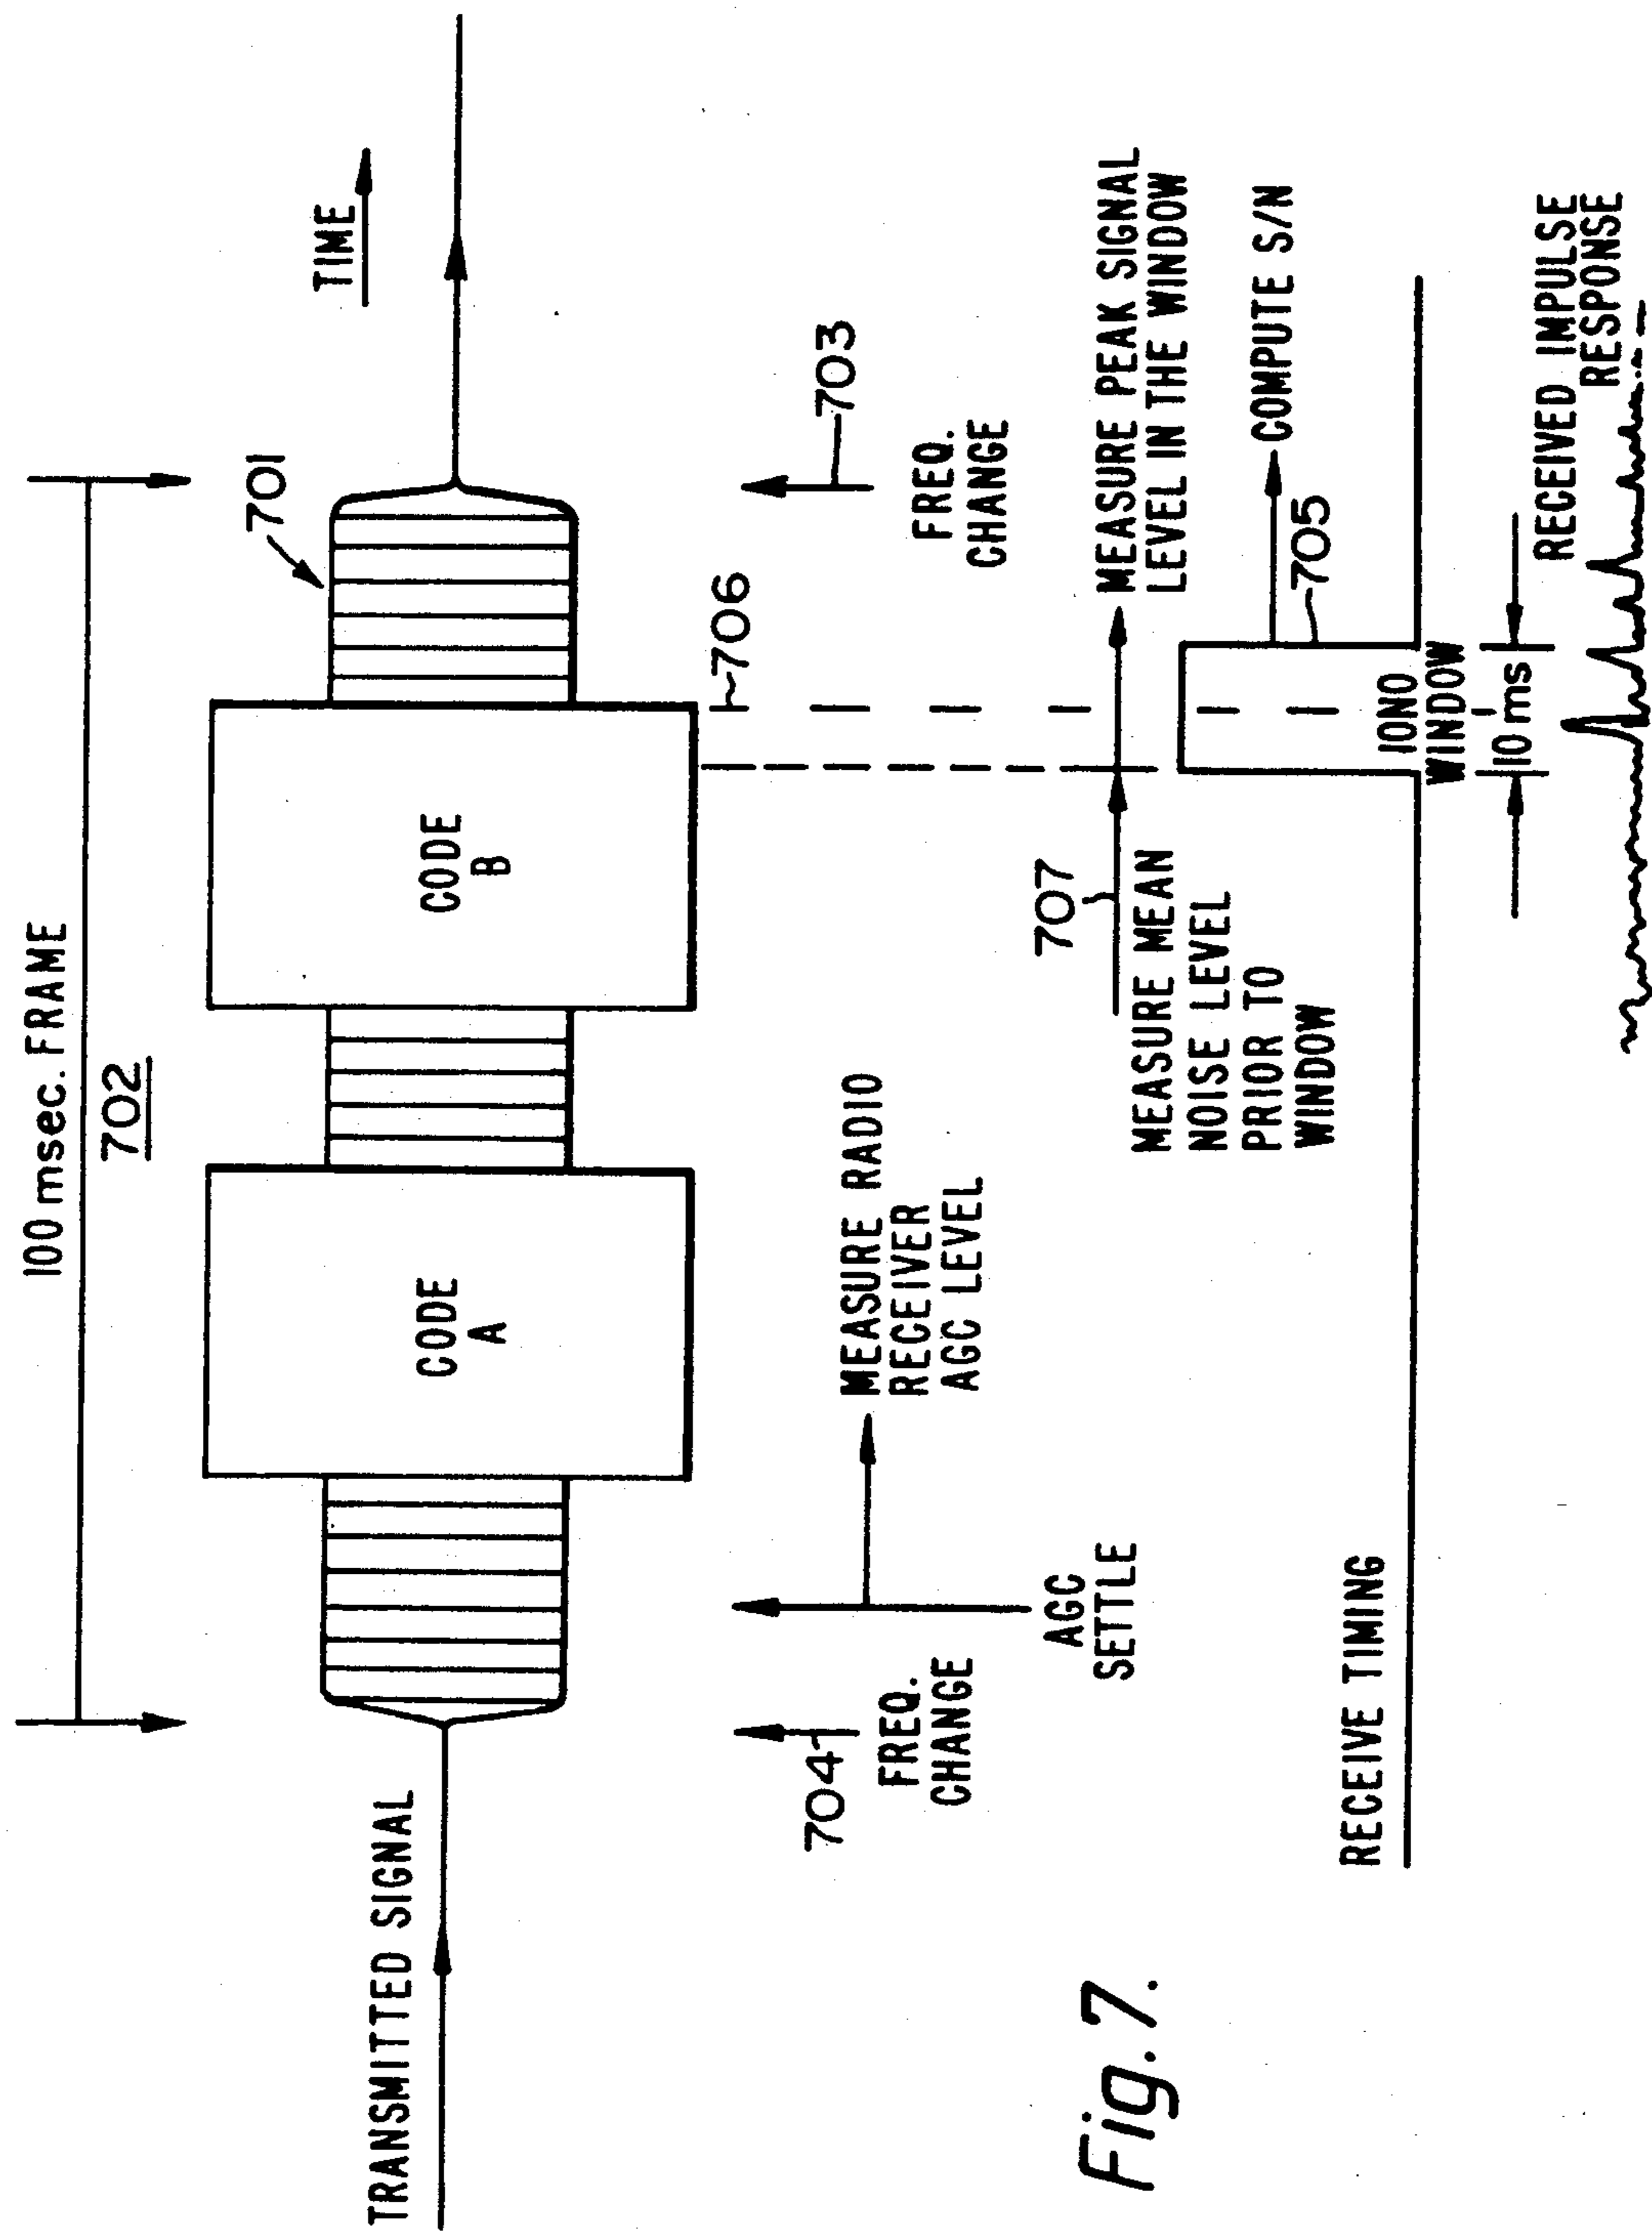 100 msec. FRAME
702
TIME
701
TRANSMITTED SIGNAL
CODE
A
CODE
B
704
FREQ.
CHANGE
AGC
SETTLE
MEASURE RADIO
RECEIVER
AGC LEVEL
706
703
FREQ.
CHANGE
707
MEASURE MEAN
NOISE LEVEL
PRIOR TO
WINDOW
MEASURE PEAK SIGNAL
LEVEL IN THE WINDOW
COMPUTE S/N
705
RECEIVE TIMING
IONO
WINDOW
10 ms
RECEIVED IMPULSE
RESPONSE
Fig. 7.